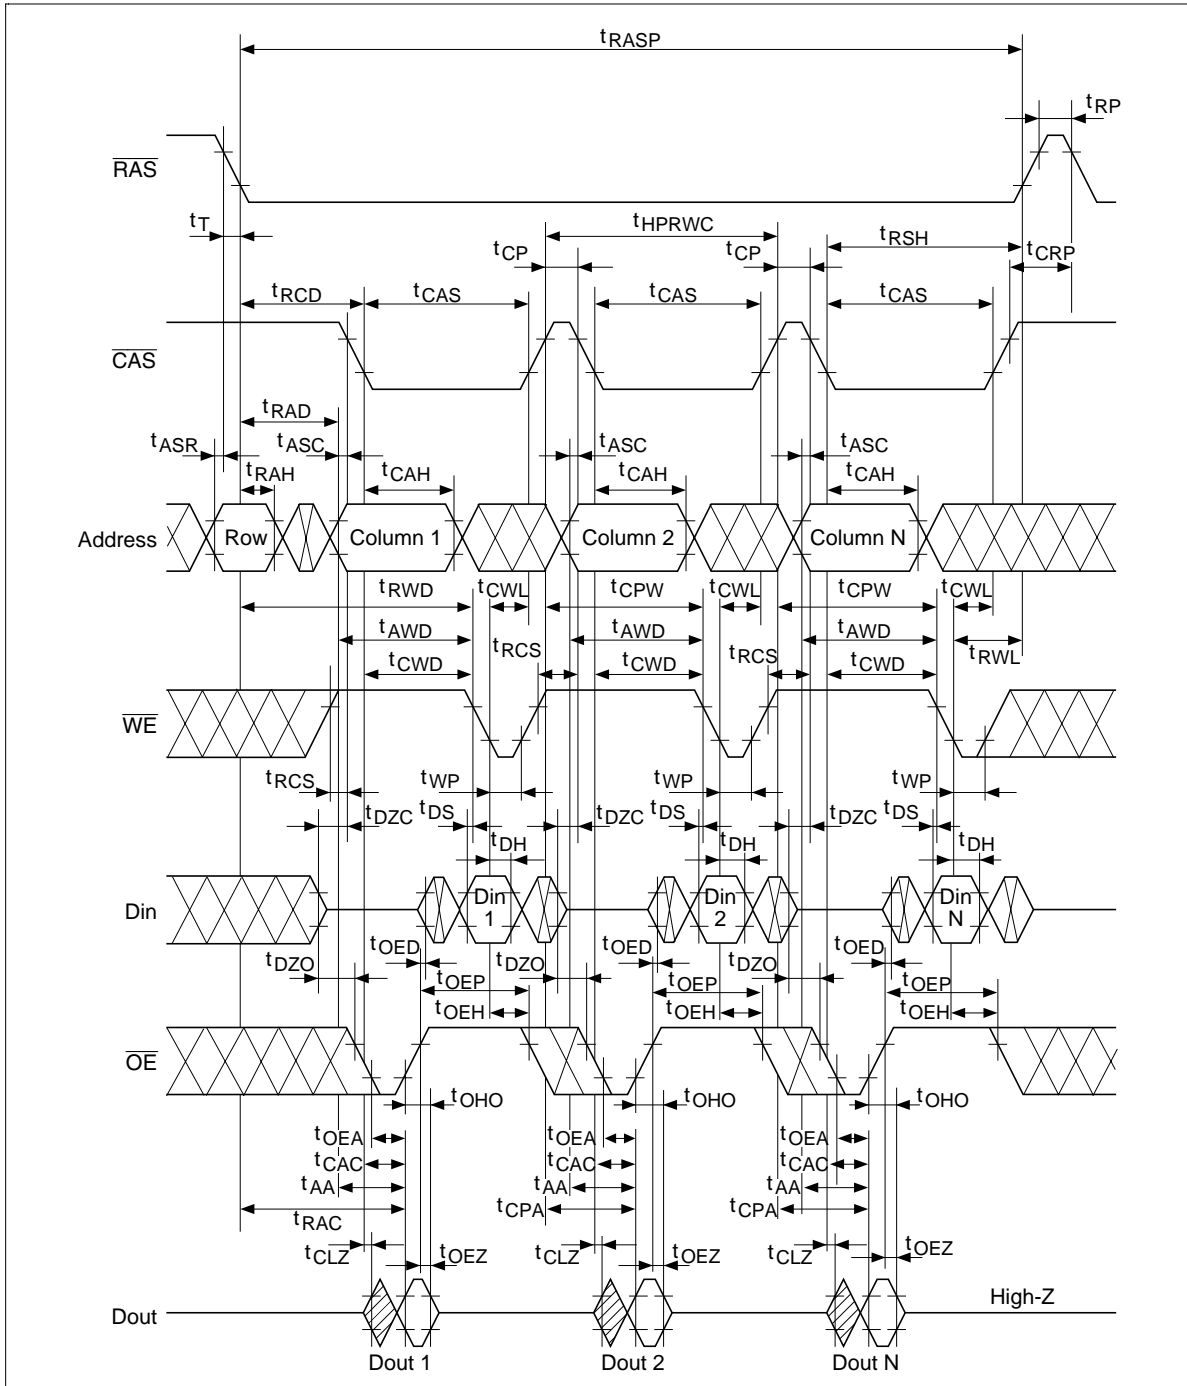 tRASP
tRP
RAS
tT
tHPRWC
tRSH
tCP
tCP
tCRP
tRCD
tCAS
tCAS
tCAS
CAS
tRAD
tASR
tASC
tASC
tASC
tRAH
tCAH
tCAH
tCAH
Address
Row
Column 1
Column 2
Column N
tRWD
tCWL
tCPW
tCWL
tCPW
tCWL
tAWD
tAWD
tAWD
tRCS
tRCS
tRWL
tCWD
tCWD
tCWD
WE
tRCS
tWP
tWP
tWP
tDZC
tDS
tDZC
tDS
tDZC
tDS
tDH
tDH
tDH
Din
Din 1
Din 2
Din N
tOED
tOED
tOED
tDZO
tDZO
tDZO
tOEP
tOEP
tOEP
tOEH
tOEH
tOEH
OE
tOHO
tOHO
tOHO
tOEA
tOEA
tOEA
tCAC
tCAC
tCAC
tAA
tAA
tAA
tRAC
tCPA
tCPA
tCLZ
tOEZ
tCLZ
tOEZ
tCLZ
tOEZ
High-Z
Dout
Dout 1
Dout 2
Dout N